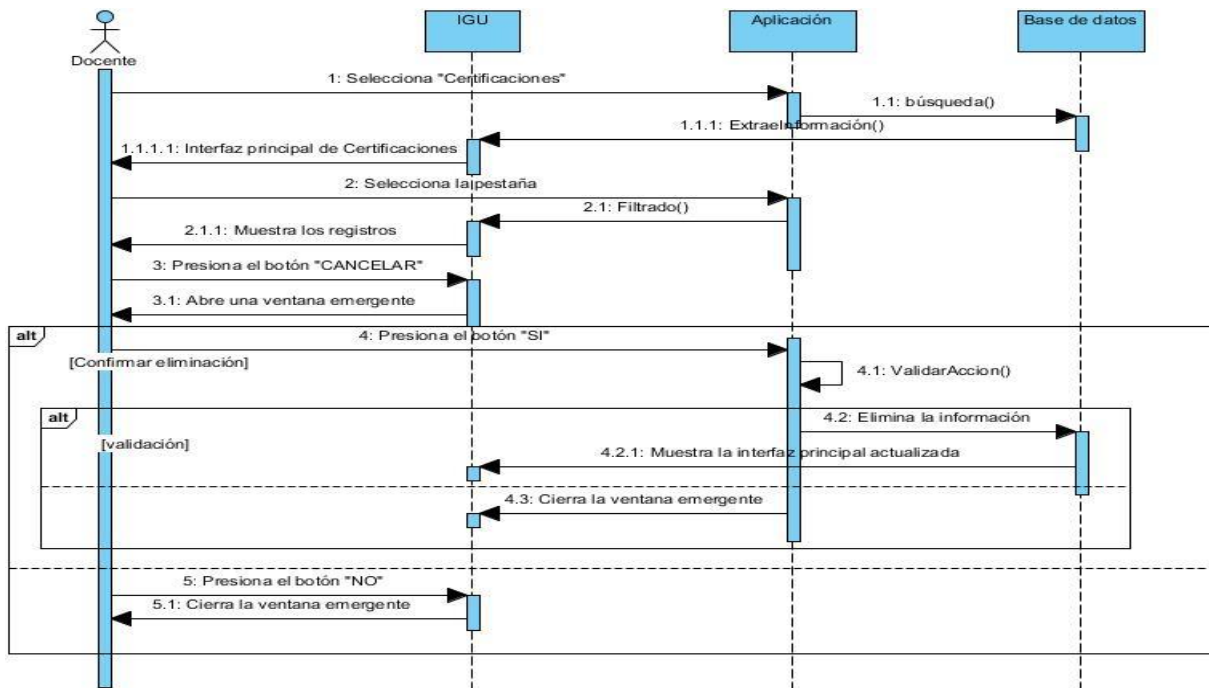 IGU
Aplicación
Base de datos
Docente
1: Selecciona "Certificaciones"
1.1: búsqueda()
1.1.1: ExtraeInformación()
1.1.1.1: Interfaz principal de Certificaciones
2: Selecciona la pestaña
2.1: Filtrado()
2.1.1: Muestra los registros
3: Presiona el botón "CANCELAR"
3.1: Abre una ventana emergente
alt
4: Presiona el botón "SI"
[Confirmar eliminación]
4.1: ValidarAccion()
alt
4.2: Elimina la información
[validación]
4.2.1: Muestra la interfaz principal actualizada
4.3: Cierra la ventana emergente
5: Presiona el botón "NO"
5.1: Cierra la ventana emergente